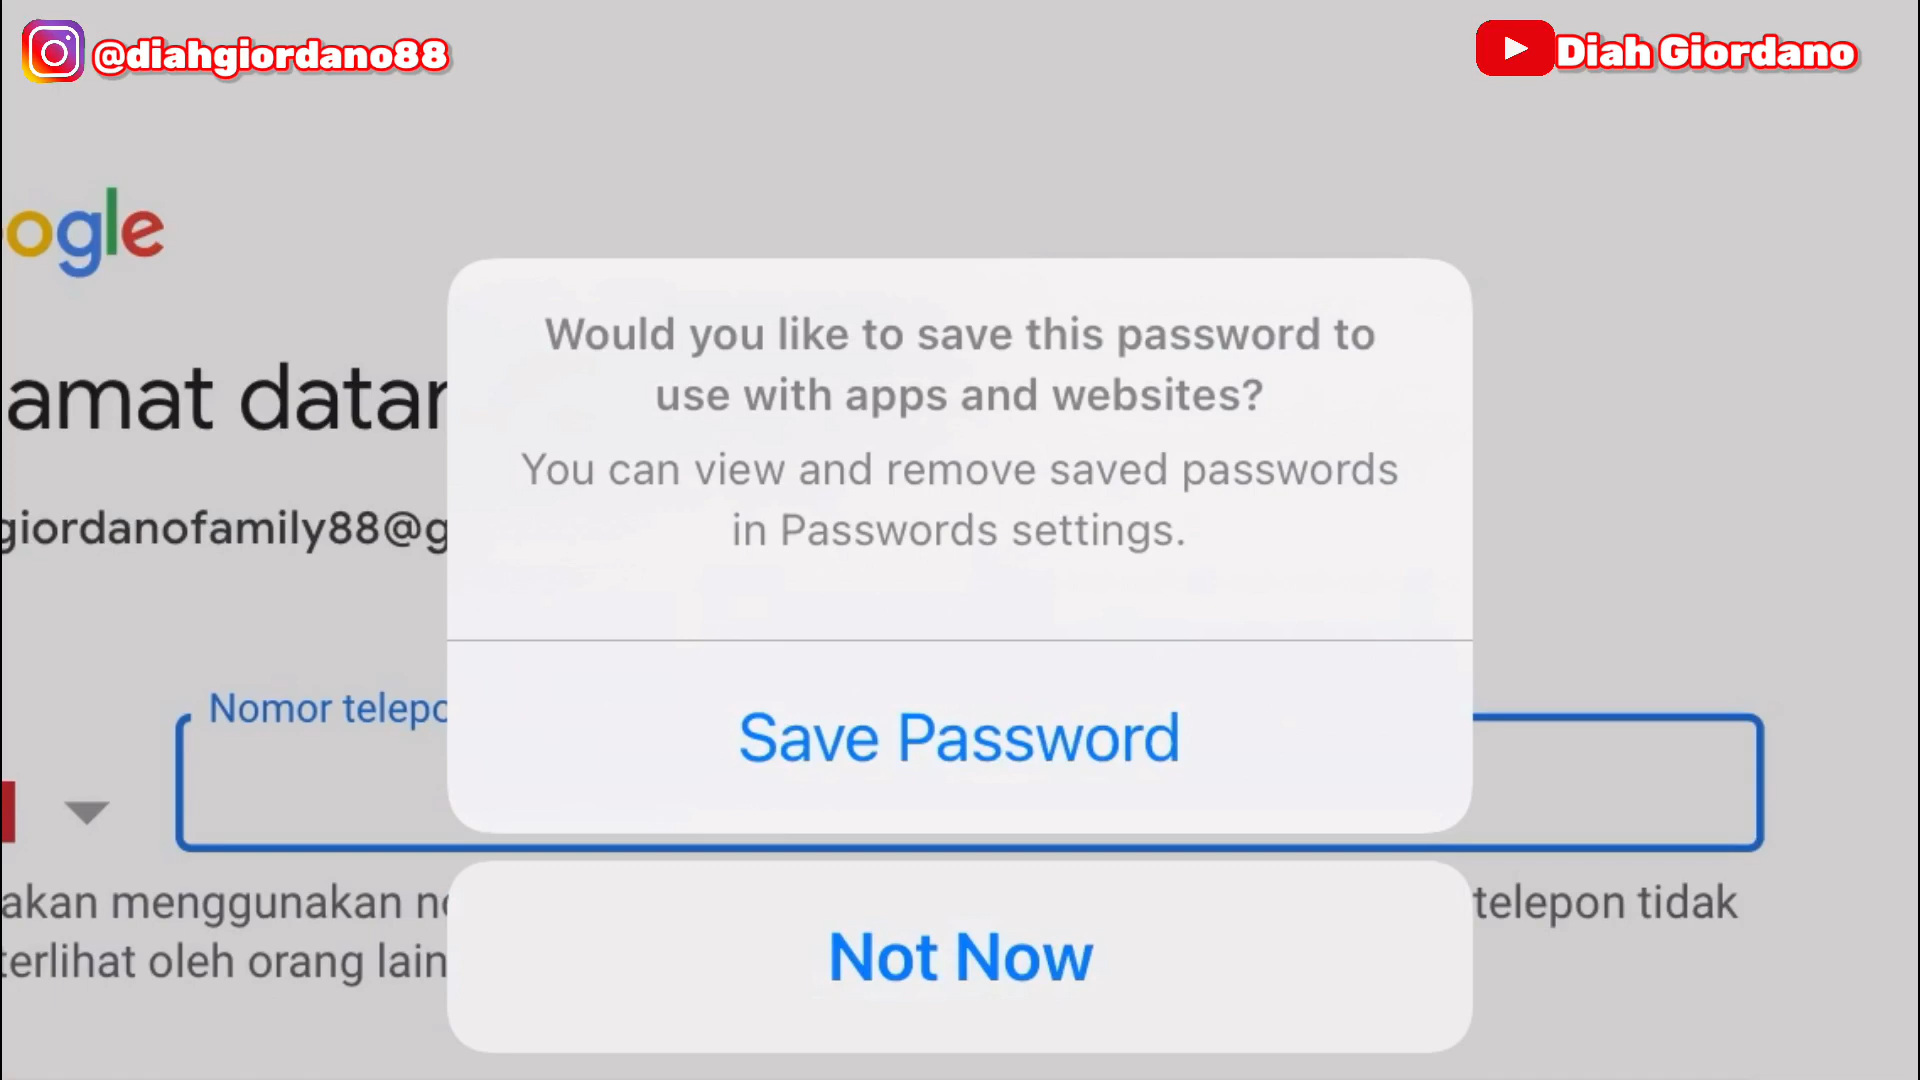 @diahgiordano88
Diah Giordano
ogle
amat datan
giordanofamily88@g
Would you like to save this password to
use with apps and websites?
You can view and remove saved passwords
in Passwords settings.
Nomor telepo
Save Password
akan menggunakan no
telepon tidak
terlihat oleh orang lain
Not Now